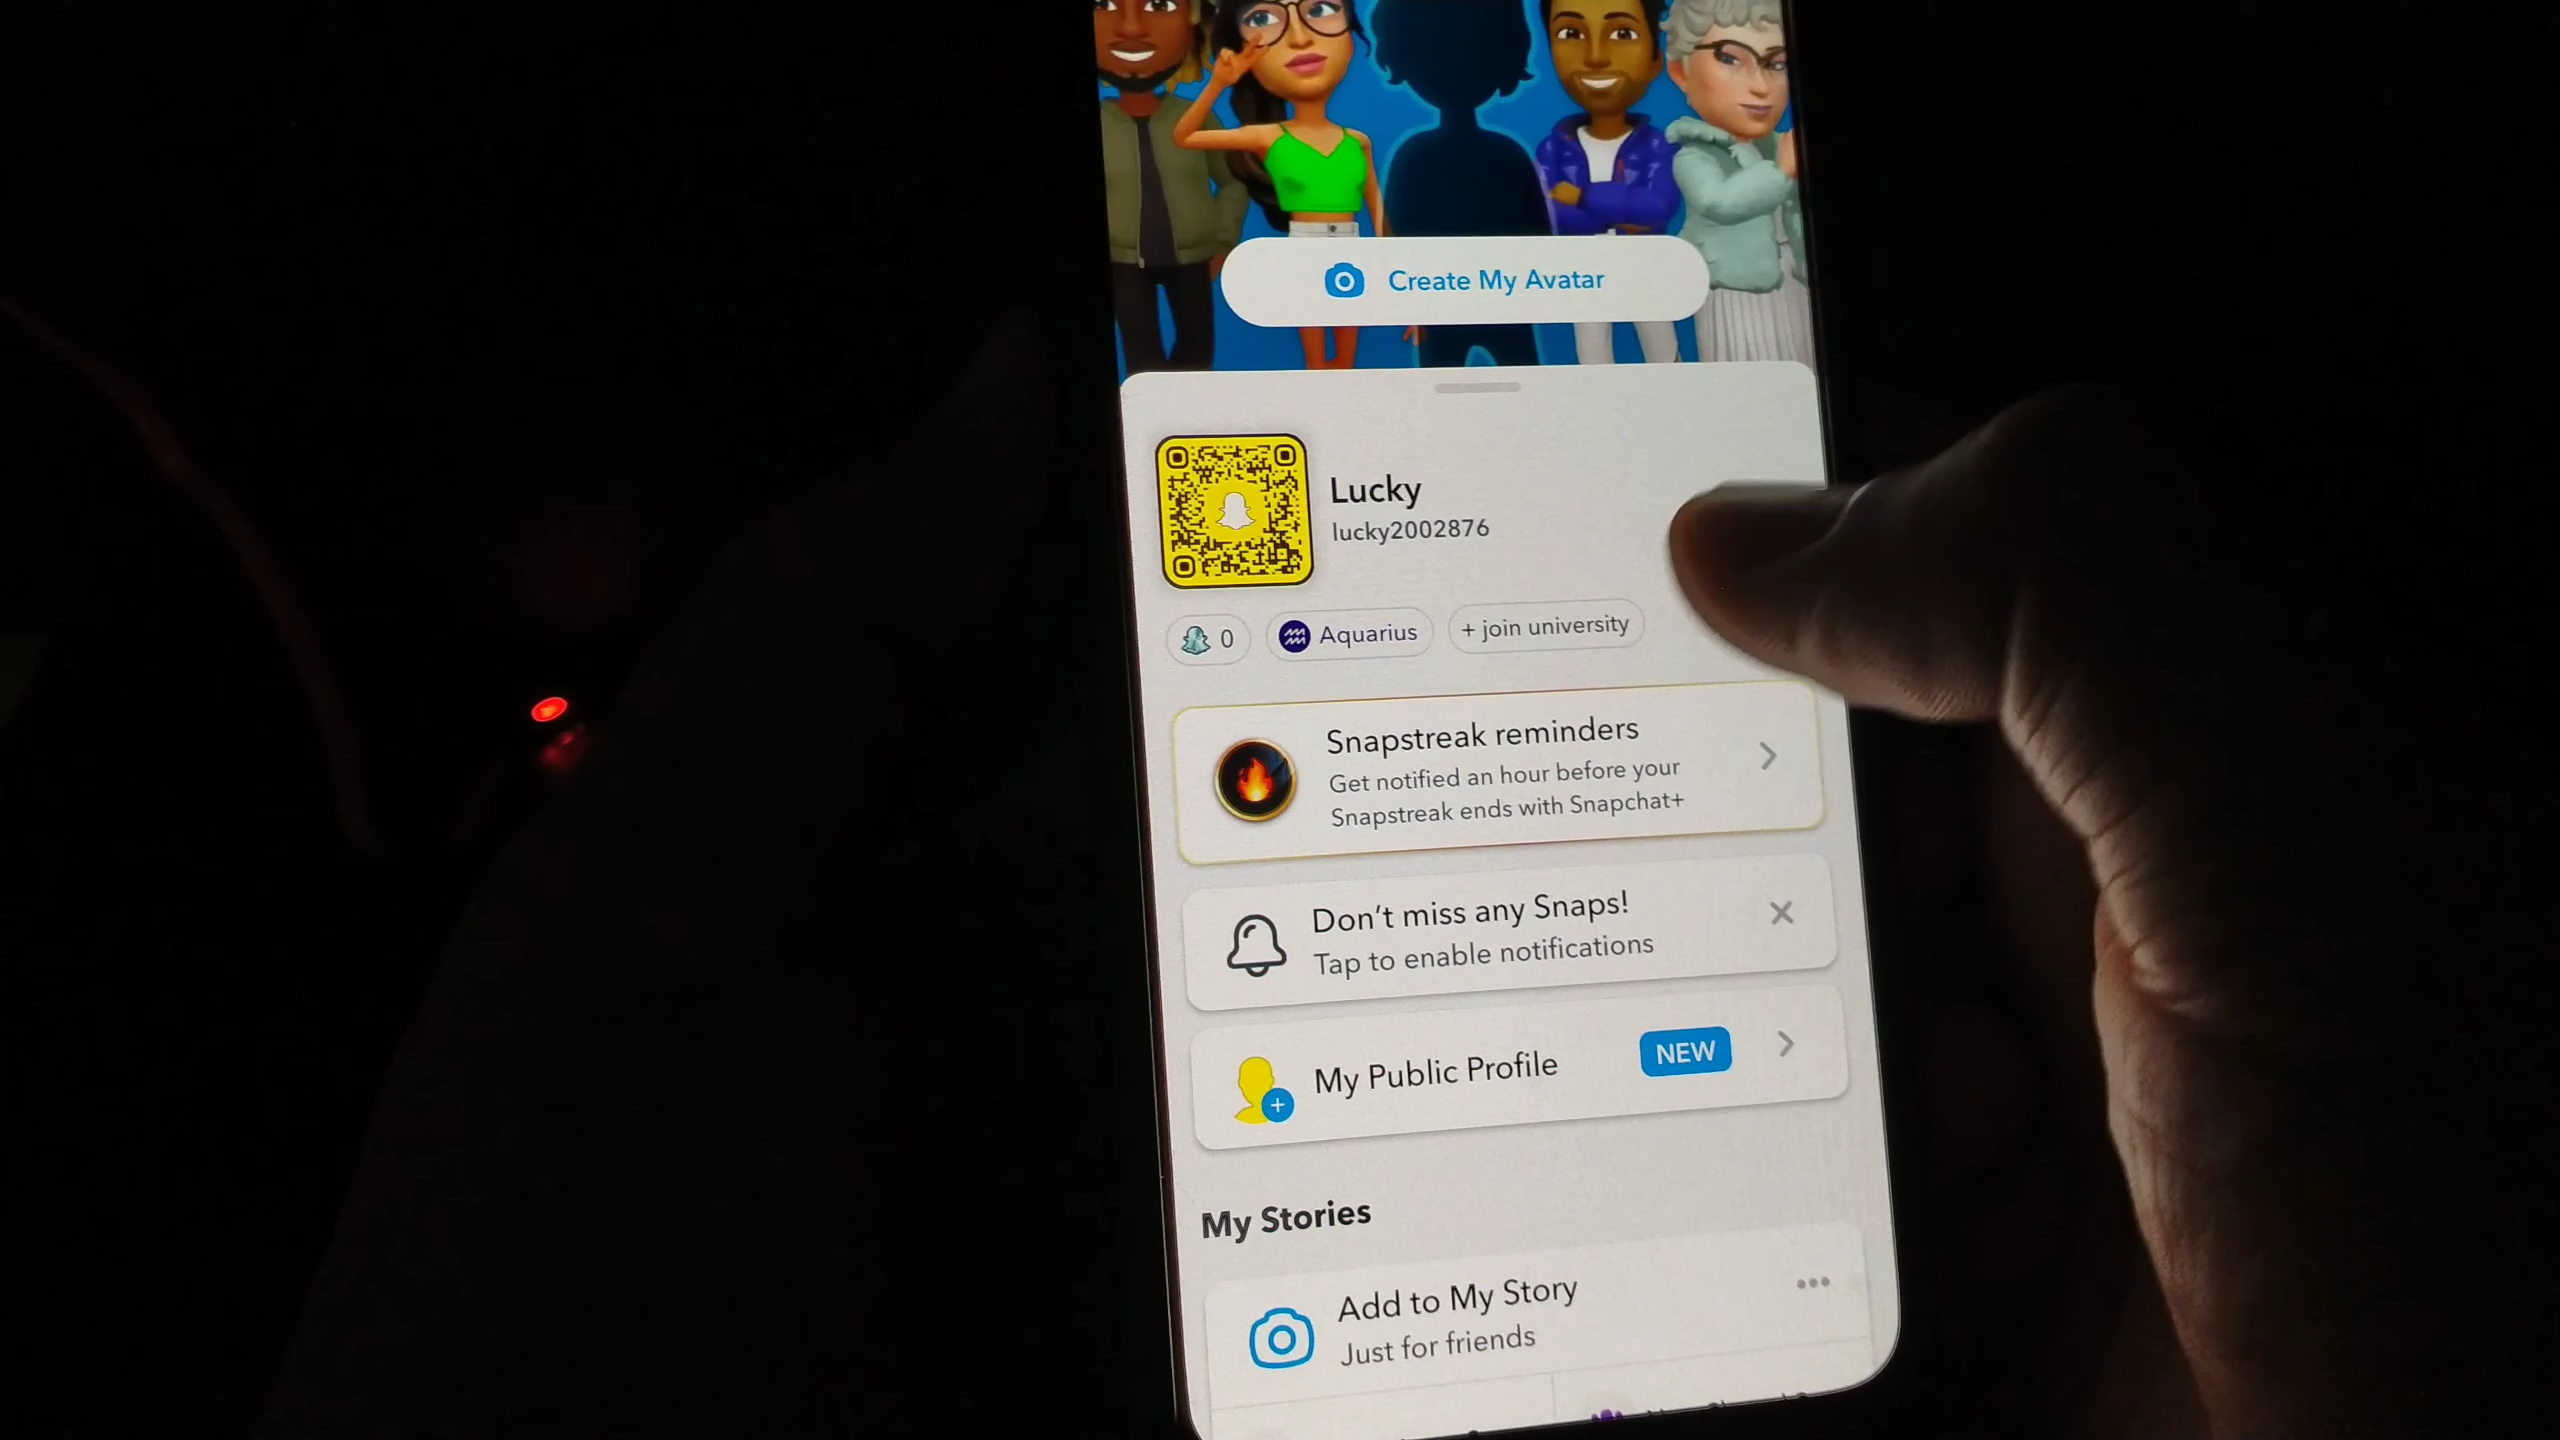 Create My Avatar
Lucky
lucky2002876
0
Aquarius
+ join university
Snapstreak reminders
Get notified an hour before your
Snapstreak ends with Snapchat+
Don't miss any Snaps!
Tap to enable notifications
My Public Profile
NEW
My Stories
Add to My Story
Just for friends